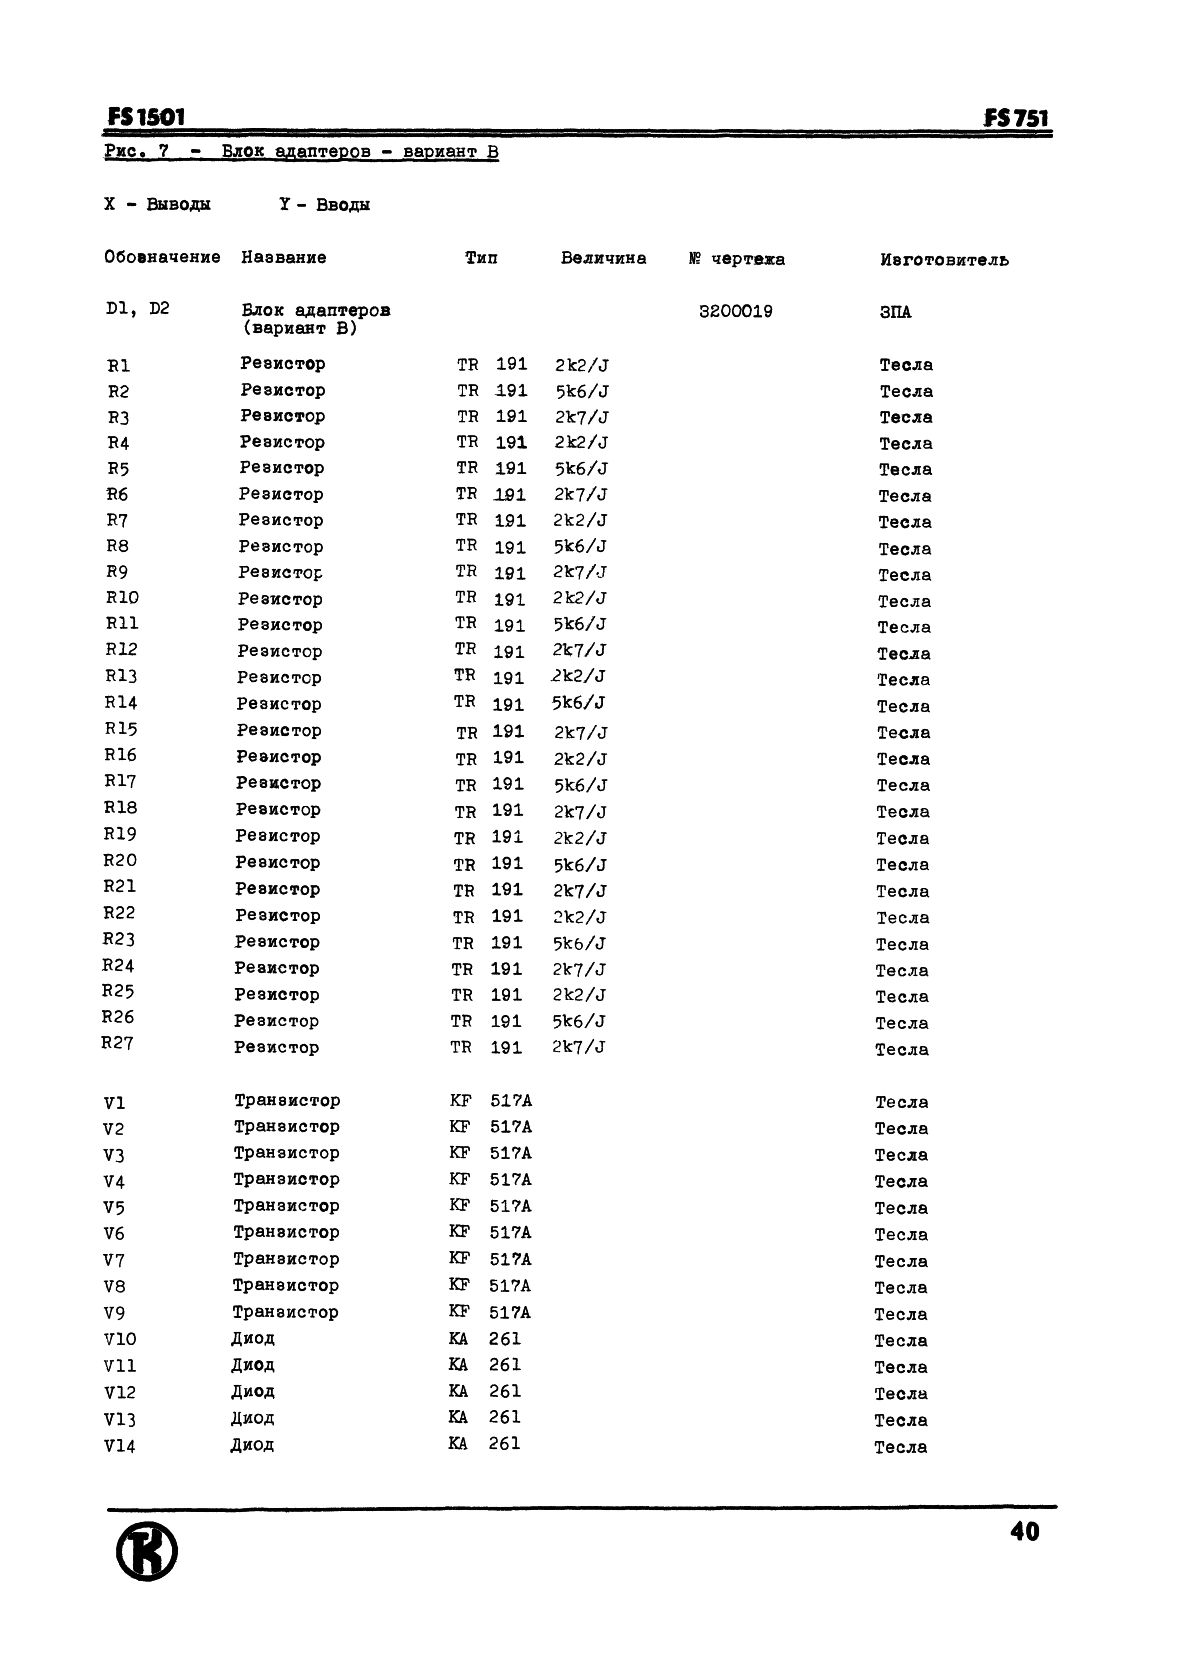 FS1501 FS751
Рис. 7 - Блок адаптеров - вариант В
X - Выводы Y - Вводы
Обозначение Название Тип Величина № чертежа Изготовитель
D1, D2 Блок адаптеров 3200019 ЗПА
(вариант В)
R1 Резистор TR 191 2k2/J Тесла
R2 Резистор TR 191 5k6/J Тесла
R3 Резистор TR 191 2k7/J Тесла
R4 Резистор TR 191 2k2/J Тесла
R5 Резистор TR 191 5k6/J Тесла
R6 Резистор TR 191 2k7/J Тесла
R7 Резистор TR 191 2k2/J Тесла
R8 Резистор TR 191 5k6/J Тесла
R9 Резистор TR 191 2k7/J Тесла
R10 Резистор TR 191 2k2/J Тесла
R11 Резистор TR 191 5k6/J Тесла
R12 Резистор TR 191 2k7/J Тесла
R13 Резистор TR 191 2k2/J Тесла
R14 Резистор TR 191 5k6/J Тесла
R15 Резистор TR 191 2k7/J Тесла
R16 Резистор TR 191 2k2/J Тесла
R17 Резистор TR 191 5k6/J Тесла
R18 Резистор TR 191 2k7/J Тесла
R19 Резистор TR 191 2k2/J Тесла
R20 Резистор TR 191 5k6/J Тесла
R21 Резистор TR 191 2k7/J Тесла
R22 Резистор TR 191 2k2/J Тесла
R23 Резистор TR 191 5k6/J Тесла
R24 Резистор TR 191 2k7/J Тесла
R25 Резистор TR 191 2k2/J Тесла
R26 Резистор TR 191 5k6/J Тесла
R27 Резистор TR 191 2k7/J Тесла
V1 Транзистор KF 517A Тесла
V2 Транзистор KF 517A Тесла
V3 Транзистор KF 517A Тесла
V4 Транзистор KF 517A Тесла
V5 Транзистор KF 517A Тесла
V6 Транзистор KF 517A Тесла
V7 Транзистор KF 517A Тесла
V8 Транзистор KF 517A Тесла
V9 Транзистор KF 517A Тесла
V10 Диод KA 261 Тесла
V11 Диод KA 261 Тесла
V12 Диод KA 261 Тесла
V13 Диод KA 261 Тесла
V14 Диод KA 261 Тесла
40